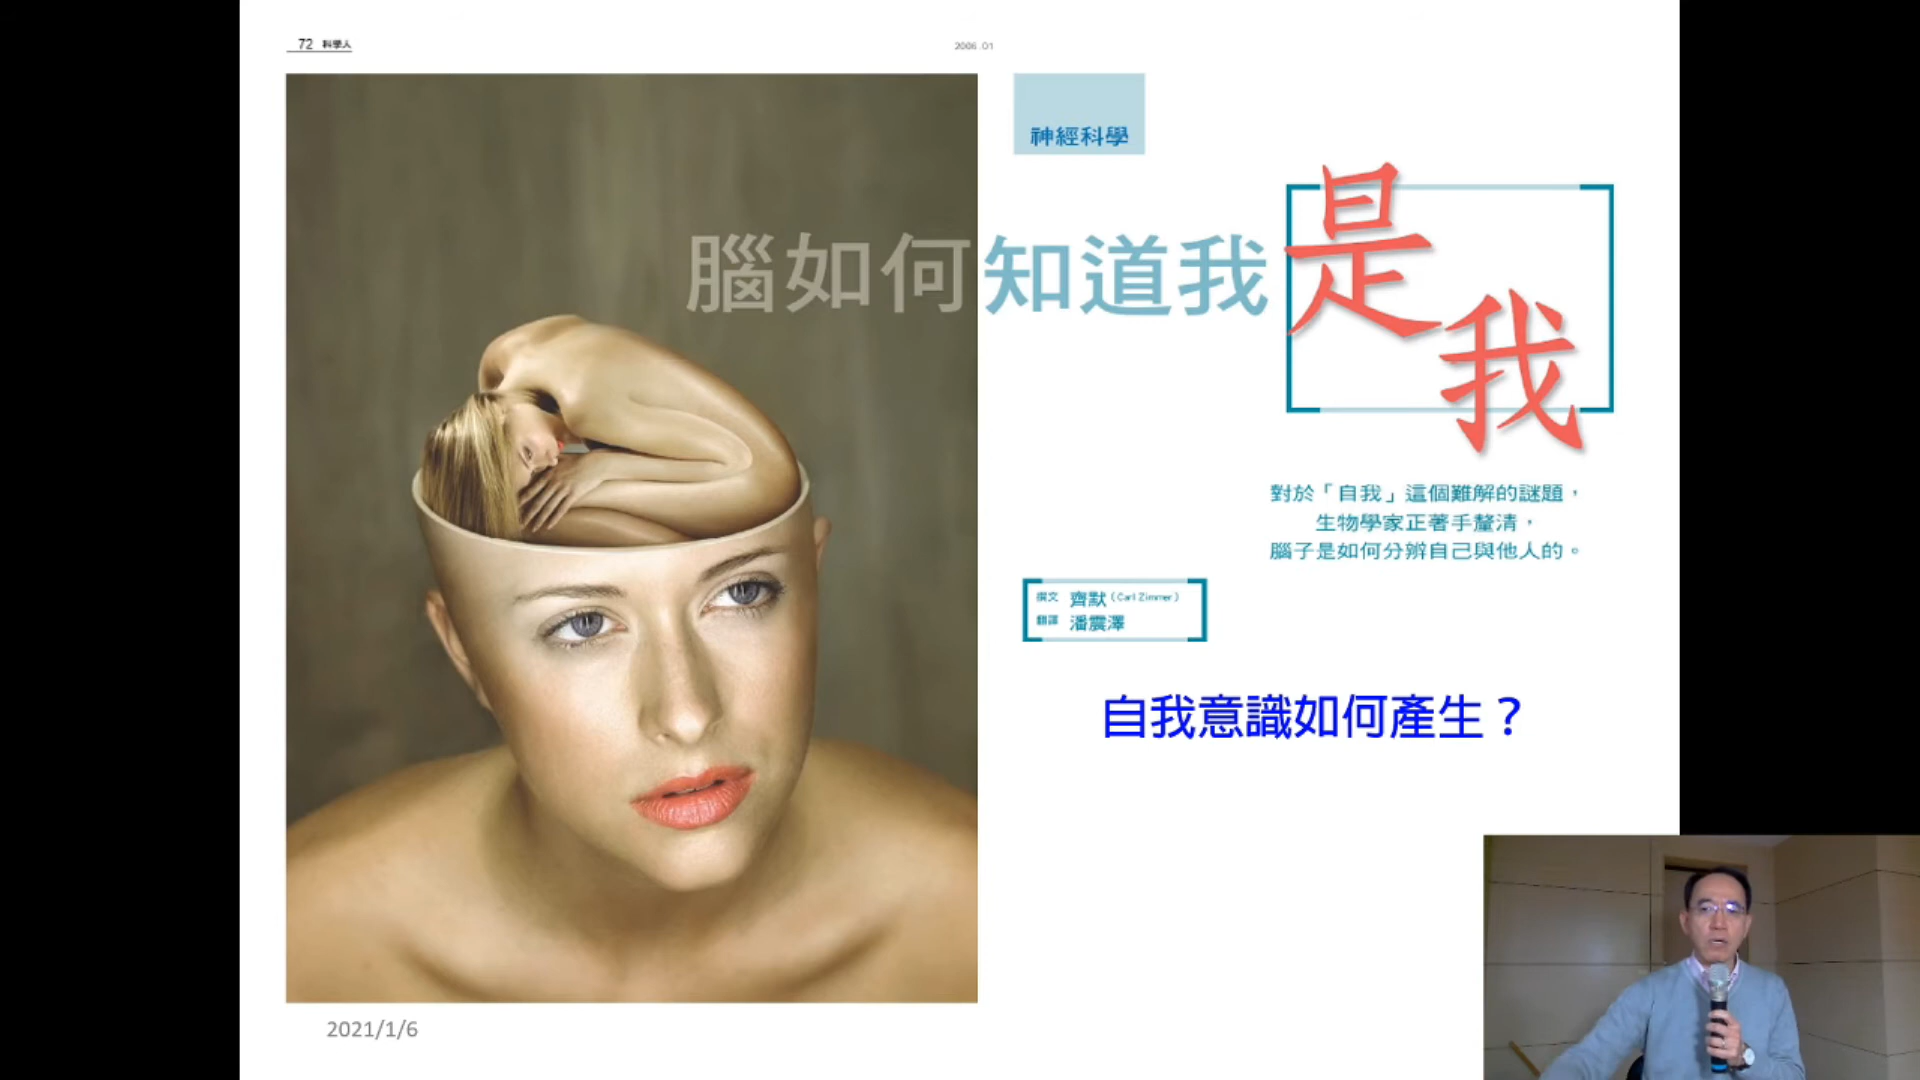 72 科學人
2006 .01
神經科學
腦如何知道我是我
對於「自我」這個難解的謎題，
生物學家正著手釐清，
腦子是如何分辨自己與他人的。
撰文 齊默（Carl Zimmer）
翻譯 潘震澤
自我意識如何產生？
2021/1/6